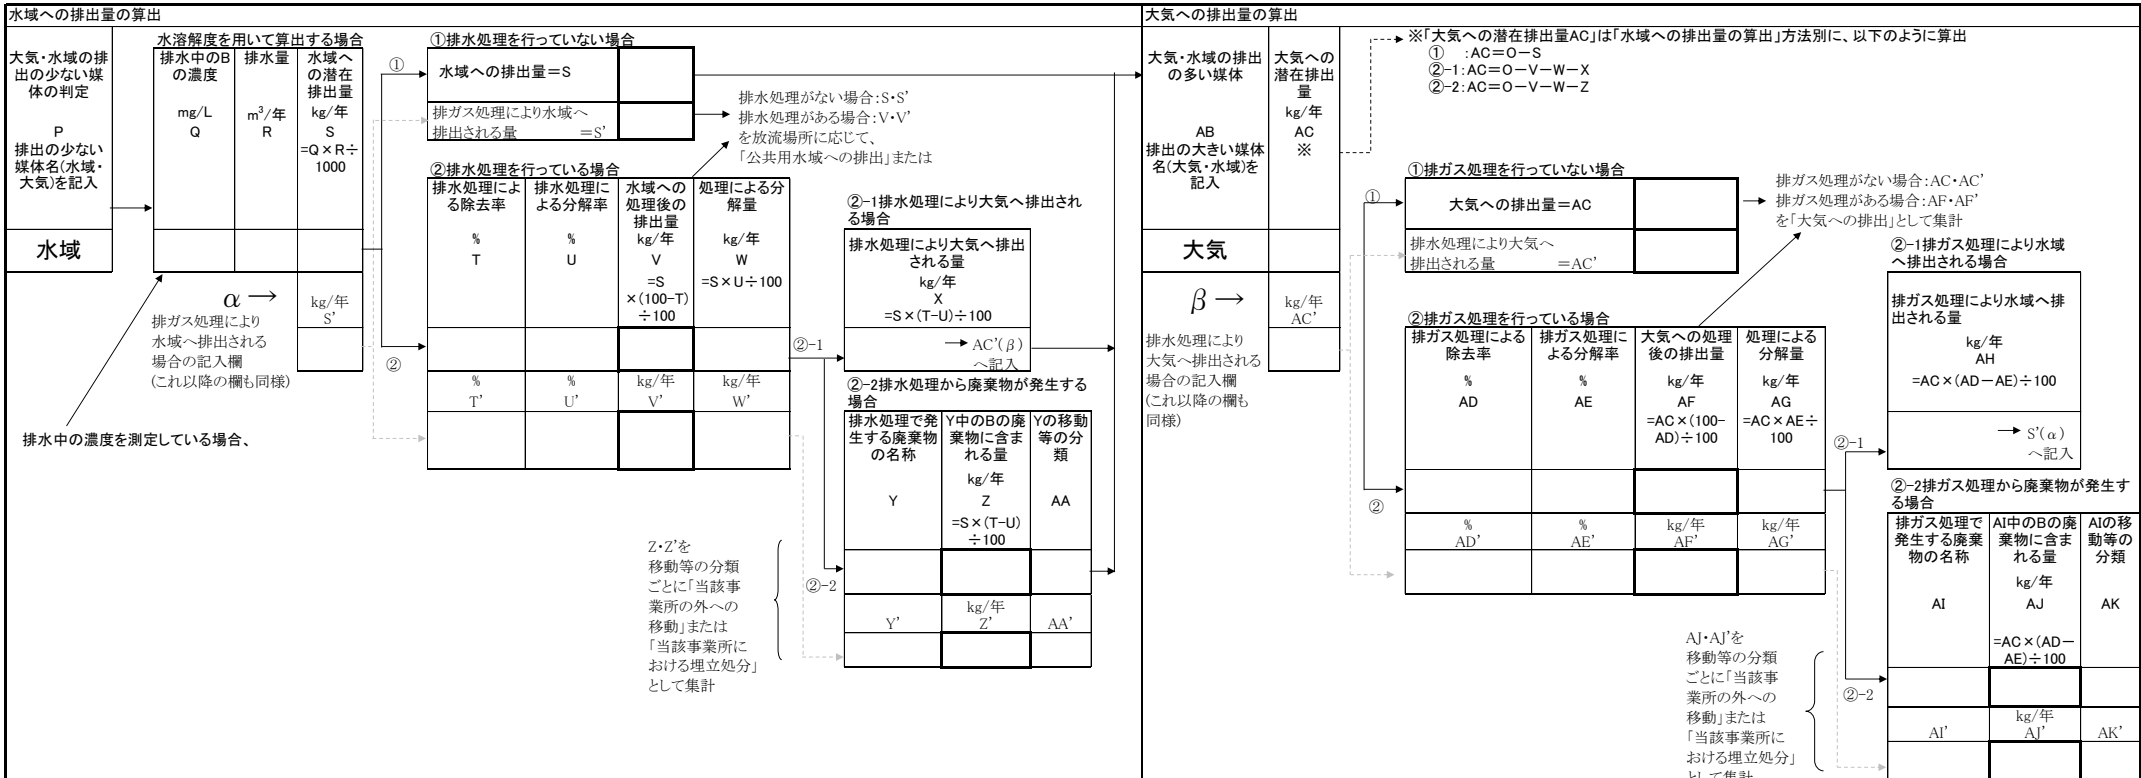 水域への排出量の算出
大気・水域の排
出の少ない媒
体の判定
P
排出の少ない
媒体名(水域・
大気)を記入
水域
水溶解度を用いて算出する場合
排水中のB
の濃度
mg/L
Q
排水量
m³/年
R
水域へ
の潜在
排出量
kg/年
S
=Q×R÷
1000
α→
kg/年
S'
排ガス処理により
水域へ排出される
場合の記入欄
(これ以降の欄も同様)
排水中の濃度を測定している場合、
①
②
①排水処理を行っていない場合
水域への排出量=S
排ガス処理により水域へ
排出される量 =S'
排水処理がない場合:S・S'
排水処理がある場合:V・V'
を放流場所に応じて、
「公共用水域への排出」または
②排水処理を行っている場合
排水処理によ
る除去率
%
T
排水処理に
よる分解率
%
U
水域への
処理後の
排出量
kg/年
V
=S
×(100-T)
÷100
処理による分
解量
kg/年
W
=S×U÷100
%
T'
%
U'
kg/年
V'
kg/年
W'
②-1
②-2
②-1排水処理により大気へ排出され
る場合
排水処理により大気へ排出
される量
kg/年
X
=S×(T-U)÷100
→ AC'(β)
へ記入
②-2排水処理から廃棄物が発生する
場合
排水処理で発
生する廃棄物
の名称
Y
Y中のBの廃
棄物に含ま
れる量
kg/年
Z
=S×(T-U)
÷100
Yの移動
等の分
類
AA
Y'
kg/年
Z'
AA'
Z・Z'を
移動等の分類
ごとに「当該事
業所の外への
移動」または
「当該事業所に
おける埋立処分」
として集計
大気への排出量の算出
大気・水域の排出
の多い媒体
AB
排出の大きい媒体
名(大気・水域)を
記入
大気
大気への
潜在排出
量
kg/年
AC
※
β→
kg/年
AC'
排水処理により
大気へ排出される
場合の記入欄
(これ以降の欄も
同様)
※「大気への潜在排出量AC」は「水域への排出量の算出」方法別に、以下のように算出
① :AC=O-S
②-1:AC=O-V-W-X
②-2:AC=O-V-W-Z
①
②
①排ガス処理を行っていない場合
大気への排出量=AC
排水処理により大気へ
排出される量 =AC'
排ガス処理がない場合:AC・AC'
排ガス処理がある場合:AF・AF'
を「大気への排出」として集計
②排ガス処理を行っている場合
排ガス処理による
除去率
%
AD
排ガス処理に
よる分解率
%
AE
大気への処理
後の排出量
kg/年
AF
=AC×(100-
AD)÷100
処理による
分解量
kg/年
AG
=AC×AE÷
100
%
AD'
%
AE'
kg/年
AF'
kg/年
AG'
②-1
②-2
②-1排ガス処理により水域
へ排出される場合
排ガス処理により水域へ排
出される量
kg/年
AH
=AC×(AD-AE)÷100
→ S'(α)
へ記入
②-2排ガス処理から廃棄物が発生す
る場合
排ガス処理で
発生する廃棄
物の名称
AI
AI中のBの廃
棄物に含ま
れる量
kg/年
AJ
=AC×(AD-
AE)÷100
AIの移
動等の
分類
AK
AI'
kg/年
AJ'
AK'
AJ・AJ'を
移動等の分類
ごとに「当該事
業所の外への
移動」または
「当該事業所に
おける埋立処分」
として集計